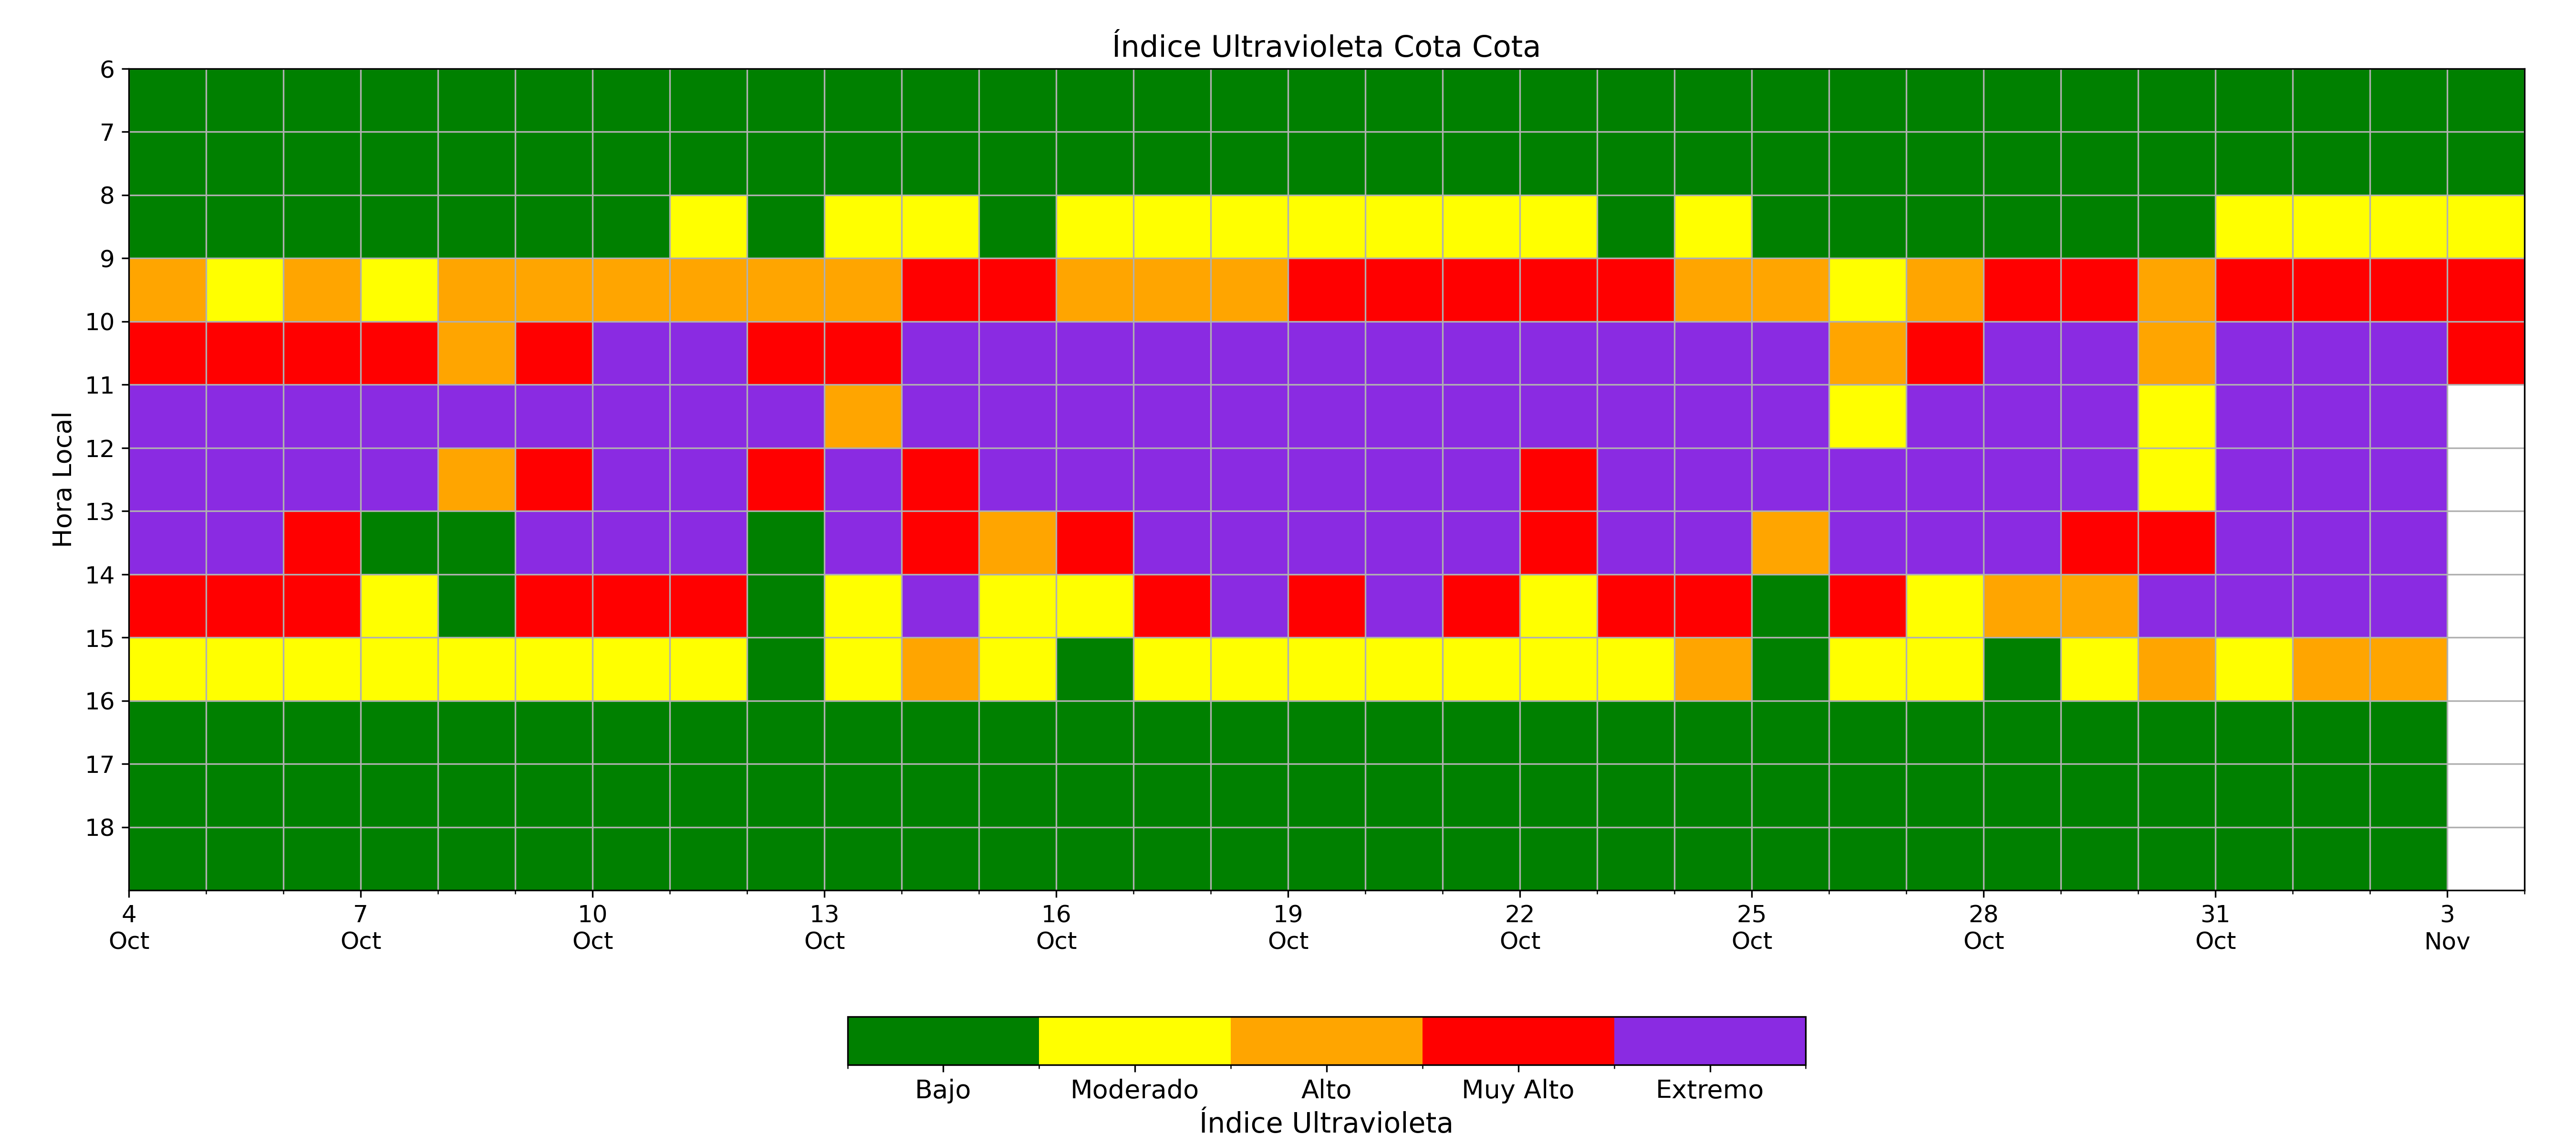 Índice Ultravioleta Cota Cota
Hora Local
6
7
8
9
10
11
12
13
14
15
16
17
18
4 7 10 13 16 19 22 25 28 31 3
Oct Oct Oct Oct Oct Oct Oct Oct Oct Oct Nov
Bajo Moderado Alto Muy Alto Extremo
Índice Ultravioleta